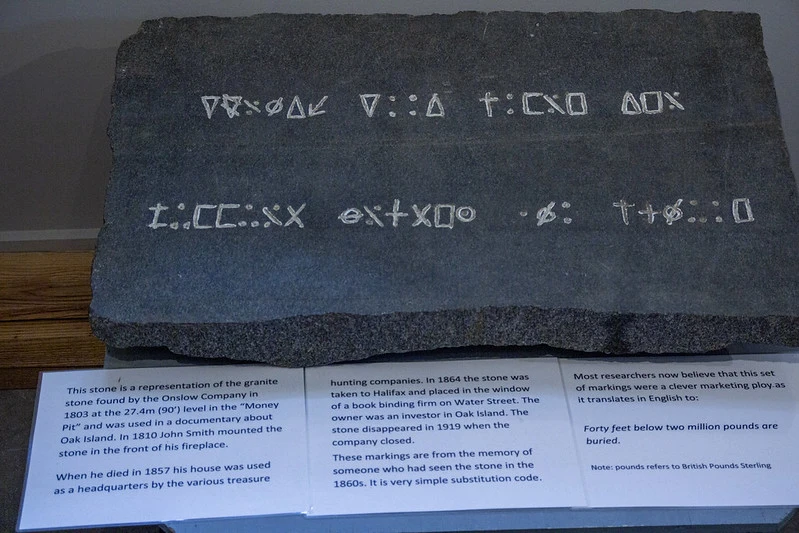 This stone is a representation of the granite
stone found by the Onslow Company in
1803 at the 27.4m (90') level in the "Money
Pit" and was used in a documentary about
Oak Island. In 1810 John Smith mounted the
stone in the front of his fireplace.
When he died in 1857 his house was used
as a headquarters by the various treasure
hunting companies. In 1864 the stone was
taken to Halifax and placed in the window
of a book binding firm on Water Street. The
owner was an investor in Oak Island. The
stone disappeared in 1919 when the
company closed.
These markings are from the memory of
someone who had seen the stone in the
1860s. It is very simple substitution code.
Most researchers now believe that this set
of markings were a clever marketing ploy as
it translates in English to:
Forty feet below two million pounds are
buried.
Note: pounds refers to British Pounds Sterling